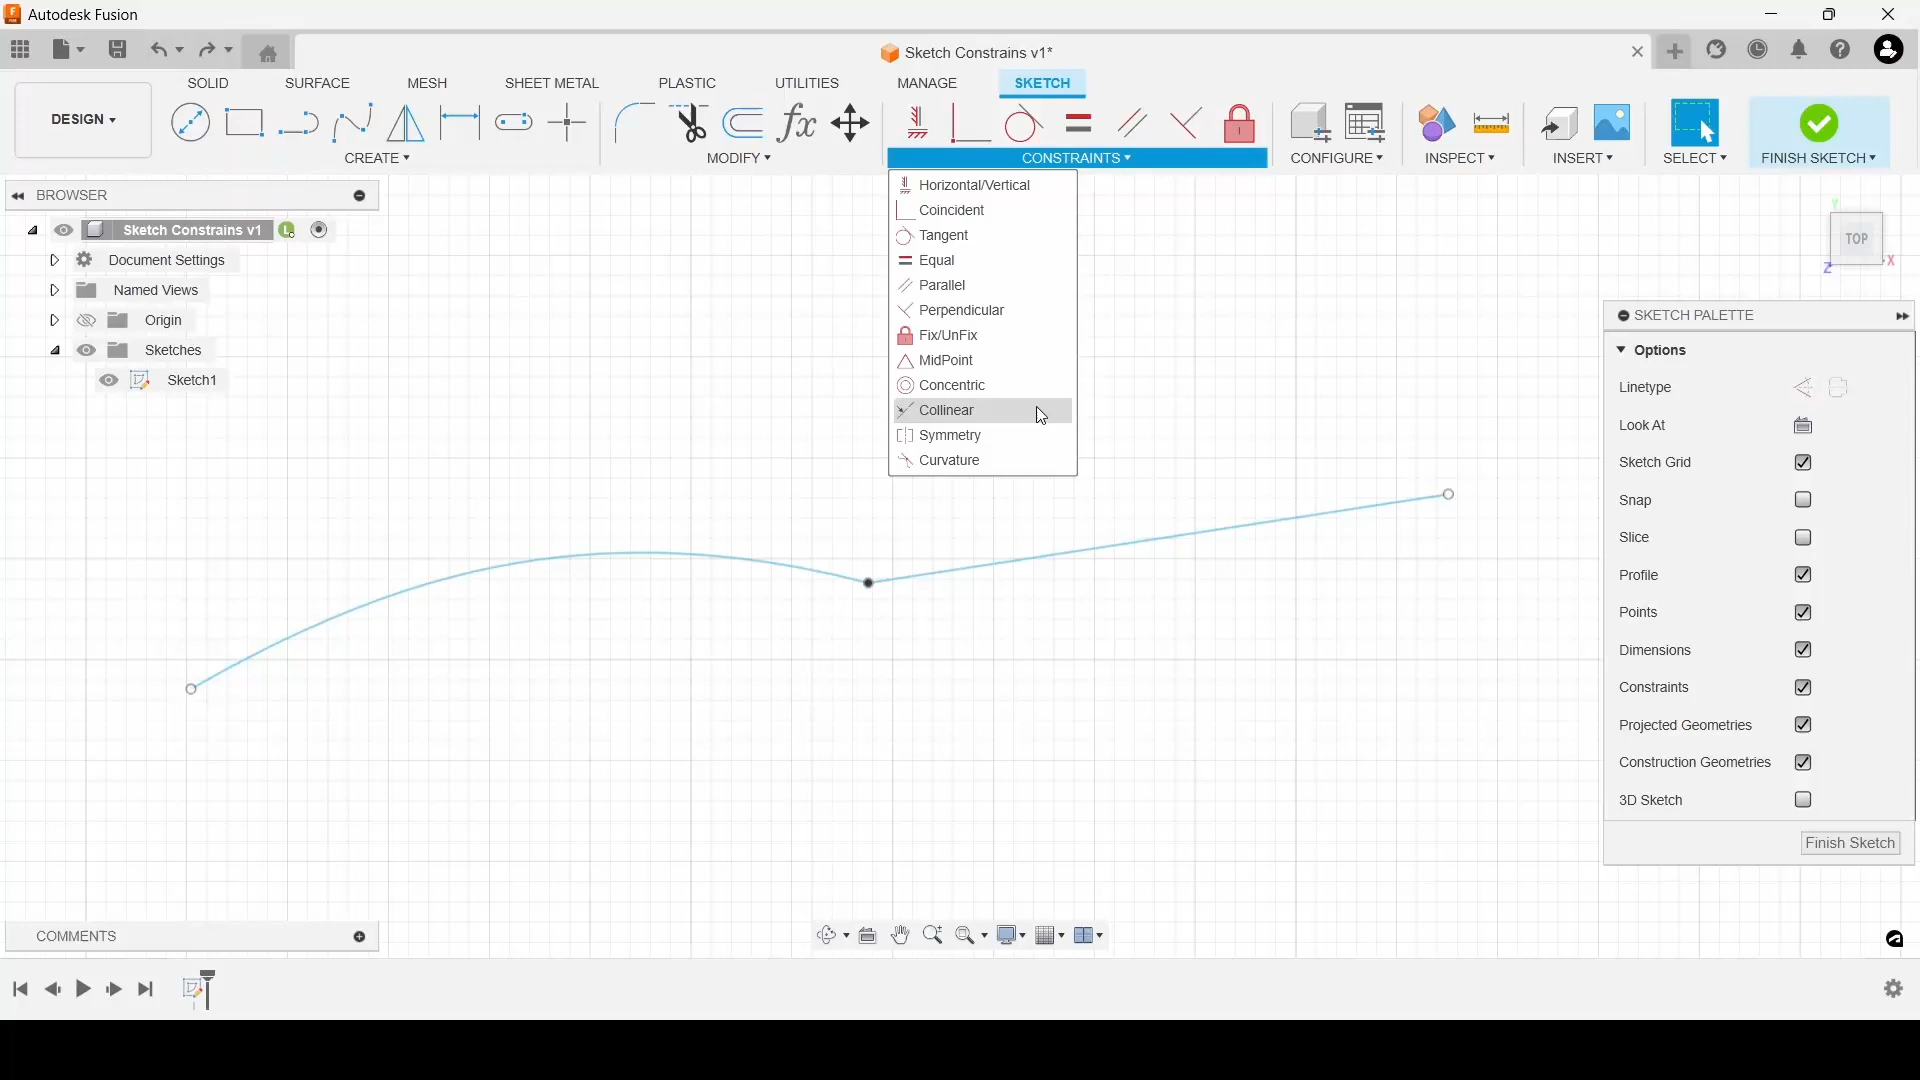 Autodesk Fusion
Sketch Constrains v1*
SOLID SURFACE MESH SHEET METAL PLASTIC UTILITIES MANAGE SKETCH
DESIGN
CREATE MODIFY CONSTRAINTS CONFIGURE INSPECT INSERT SELECT FINISH SKETCH
BROWSER
Sketch Constrains v1
Document Settings
Named Views
Origin
Sketches
Sketch1
Horizontal/Vertical
Coincident
Tangent
Equal
Parallel
Perpendicular
Fix/UnFix
MidPoint
Concentric
Collinear
Symmetry
Curvature
Y
TOP
Z X
SKETCH PALETTE
Options
Linetype
Look At
Sketch Grid
Snap
Slice
Profile
Points
Dimensions
Constraints
Projected Geometries
Construction Geometries
3D Sketch
Finish Sketch
COMMENTS